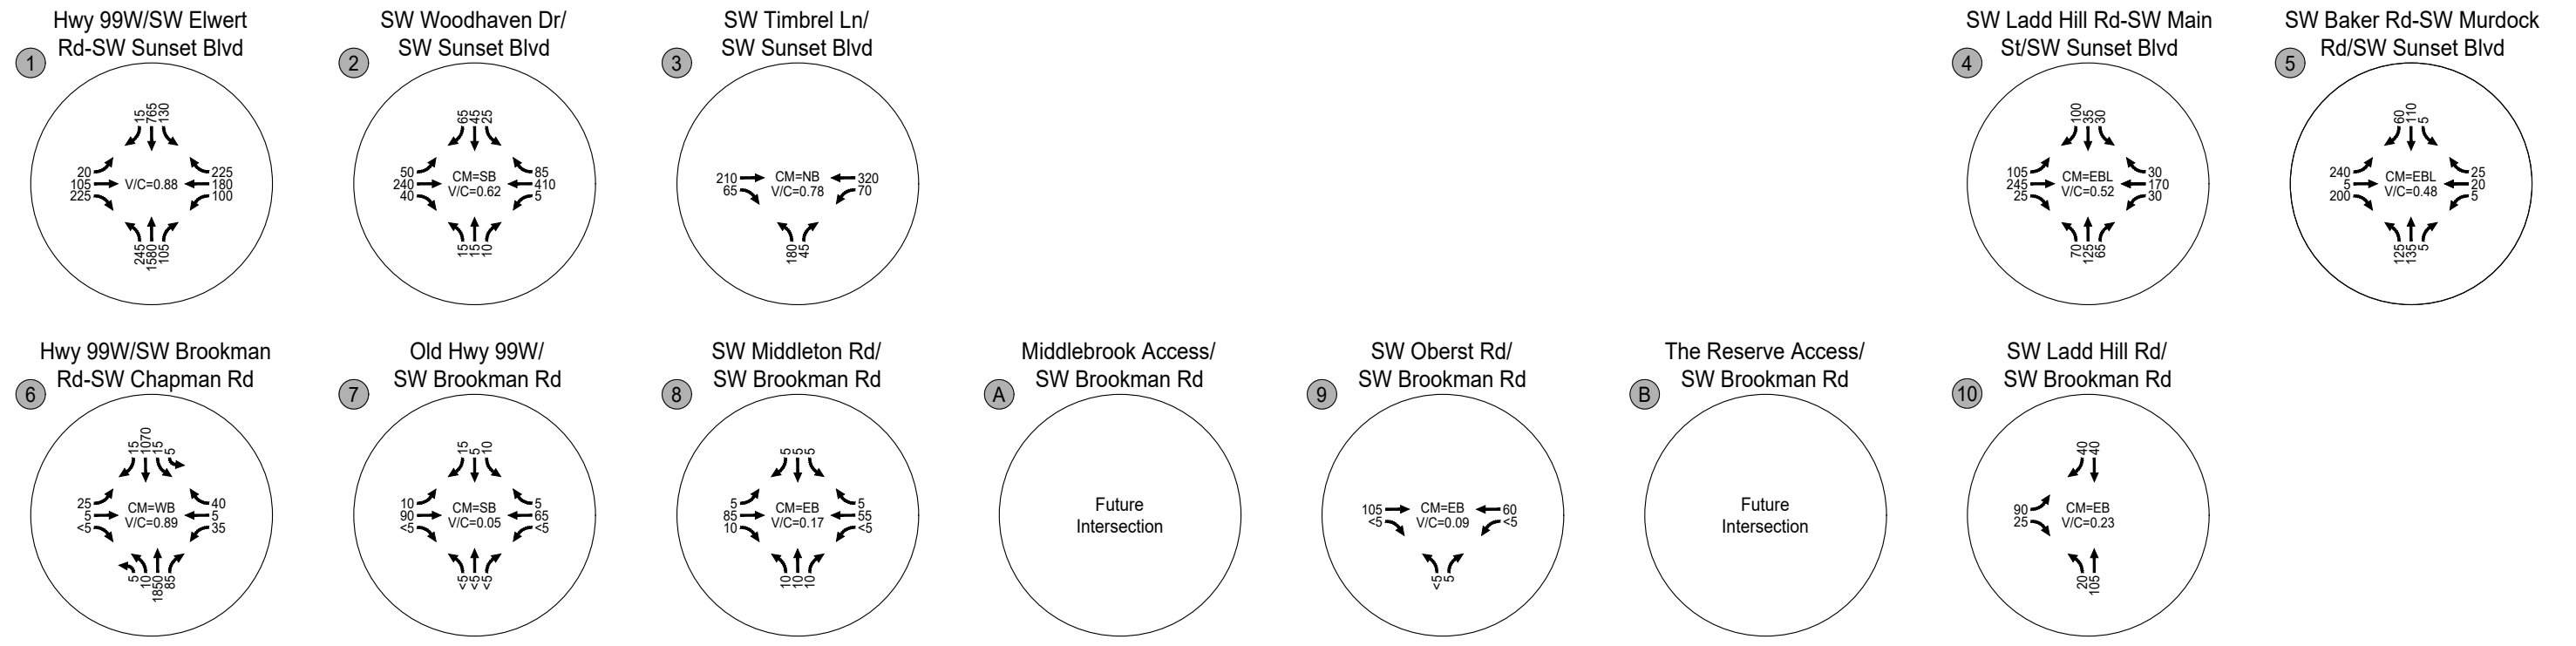 Hwy 99W/SW Elwert
Rd-SW Sunset Blvd
1
15
765
130
20
105
225
V/C=0.88
225
180
100
245
1580
105
SW Woodhaven Dr/
SW Sunset Blvd
2
65
45
25
50
240
40
CM=SB
V/C=0.62
85
410
5
15
15
10
SW Timbrel Ln/
SW Sunset Blvd
3
210
65
CM=NB
V/C=0.78
320
70
180
45
SW Ladd Hill Rd-SW Main
St/SW Sunset Blvd
4
100
35
30
105
245
25
CM=EBL
V/C=0.52
30
170
30
70
125
65
SW Baker Rd-SW Murdock
Rd/SW Sunset Blvd
5
60
110
5
240
5
200
CM=EBL
V/C=0.48
25
20
5
125
135
5
Hwy 99W/SW Brookman
Rd-SW Chapman Rd
6
15
1070
15
5
25
<5
<5
CM=WB
V/C=0.89
40
5
35
5
10
1850
85
Old Hwy 99W/
SW Brookman Rd
7
15
5
10
10
90
<5
CM=SB
V/C=0.05
5
65
<5
<5
<5
<5
SW Middleton Rd/
SW Brookman Rd
8
5
5
5
5
85
10
CM=EB
V/C=0.17
5
55
<5
10
10
10
Middlebrook Access/
SW Brookman Rd
A
Future
Intersection
SW Oberst Rd/
SW Brookman Rd
9
105
<5
CM=EB
V/C=0.09
60
<5
<5
5
The Reserve Access/
SW Brookman Rd
B
Future
Intersection
SW Ladd Hill Rd/
SW Brookman Rd
10
40
40
90
25
CM=EB
V/C=0.23
20
105